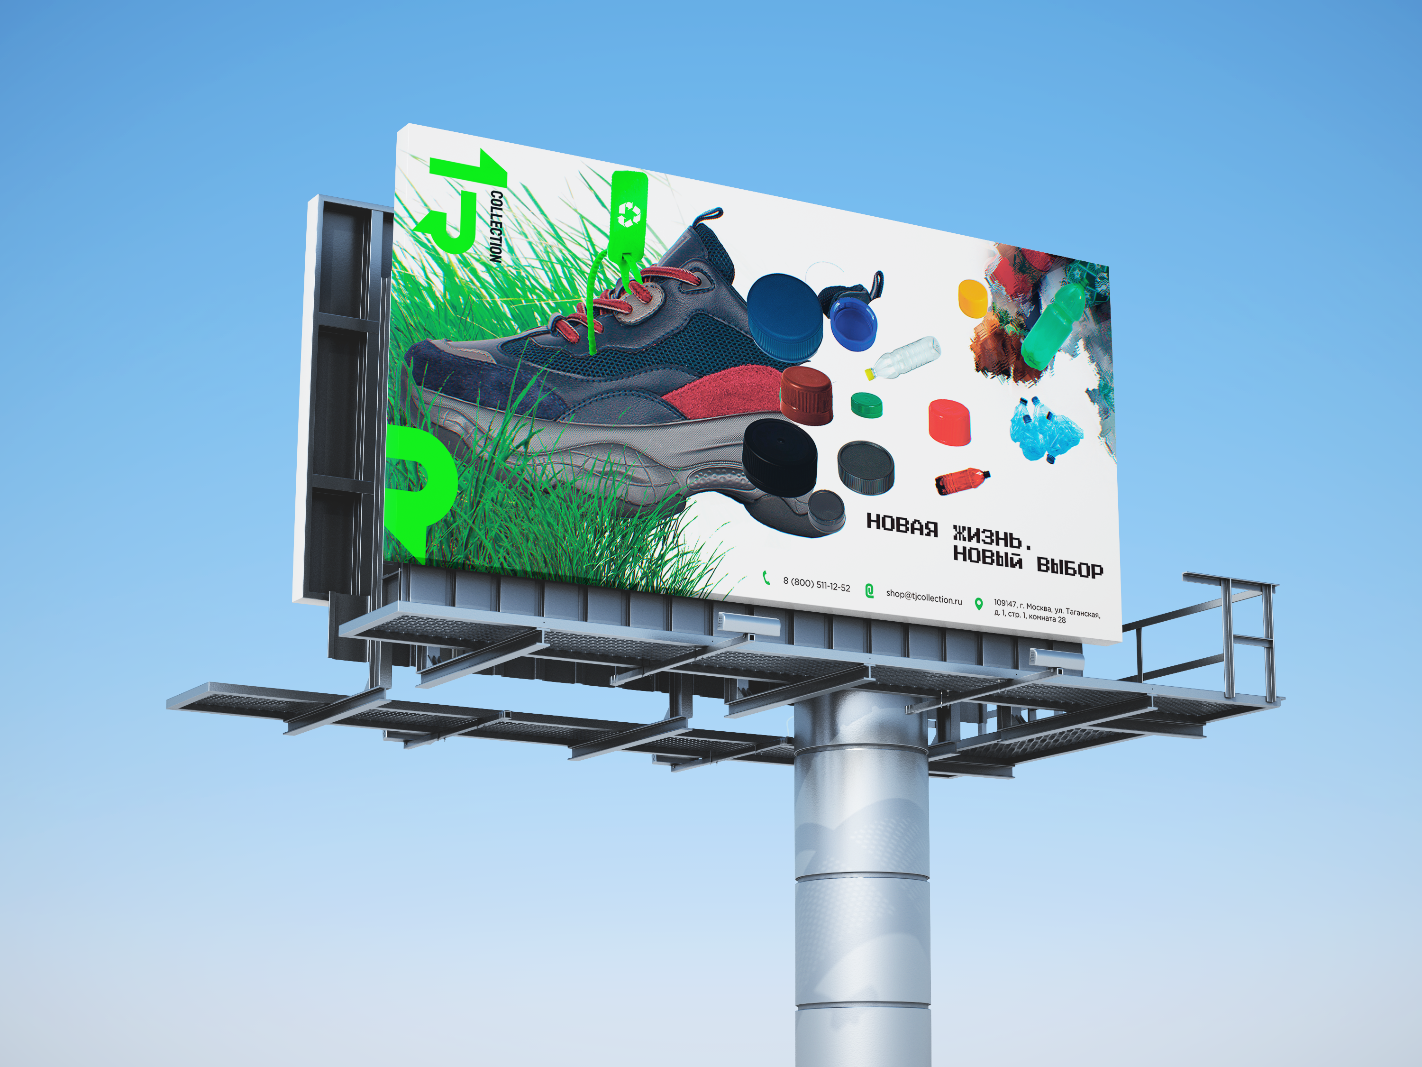 COLLECTION
НОВАЯ ЖИЗНЬ.
НОВЫЙ ВЫБОР
8 (800) 511-12-52
shop@tjcollection.ru
109147, г. Москва, ул. Таганская,
д. 1, стр. 1, комната 28